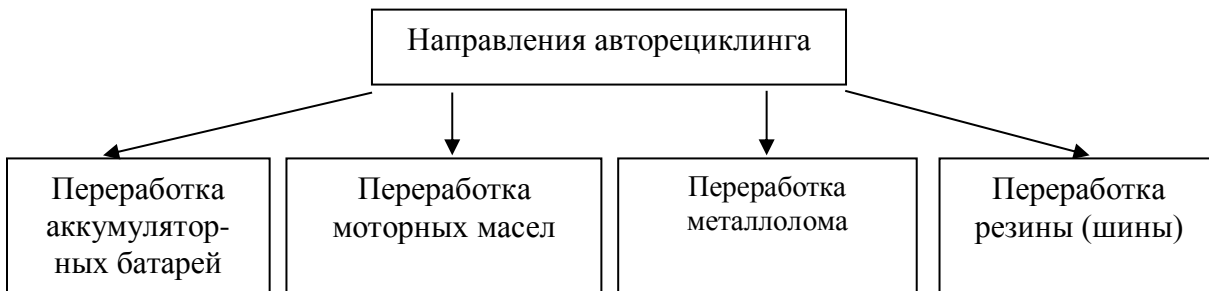 Направления авторециклинга
Переработка
аккумулятор-
ных батарей
Переработка
моторных масел
Переработка
металлолома
Переработка
резины (шины)